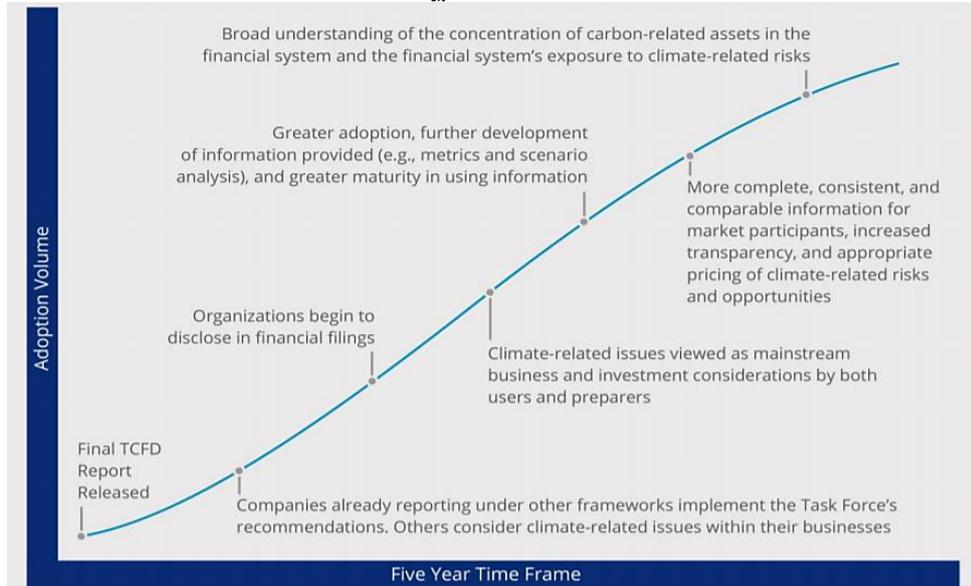 Broad understanding of the concentration of carbon-related assets in the
financial system and the financial system's exposure to climate-related risks
Greater adoption, further development
of information provided (e.g., metrics and scenario
analysis), and greater maturity in using information
More complete, consistent, and
comparable information for
market participants, increased
transparency, and appropriate
pricing of climate-related risks
and opportunities
Organizations begin to
disclose in financial filings
Climate-related issues viewed as mainstream
business and investment considerations by both
users and preparers
Final TCFD
Report
Released
Companies already reporting under other frameworks implement the Task Force's
recommendations. Others consider climate-related issues within their businesses
Adoption Volume
Five Year Time Frame